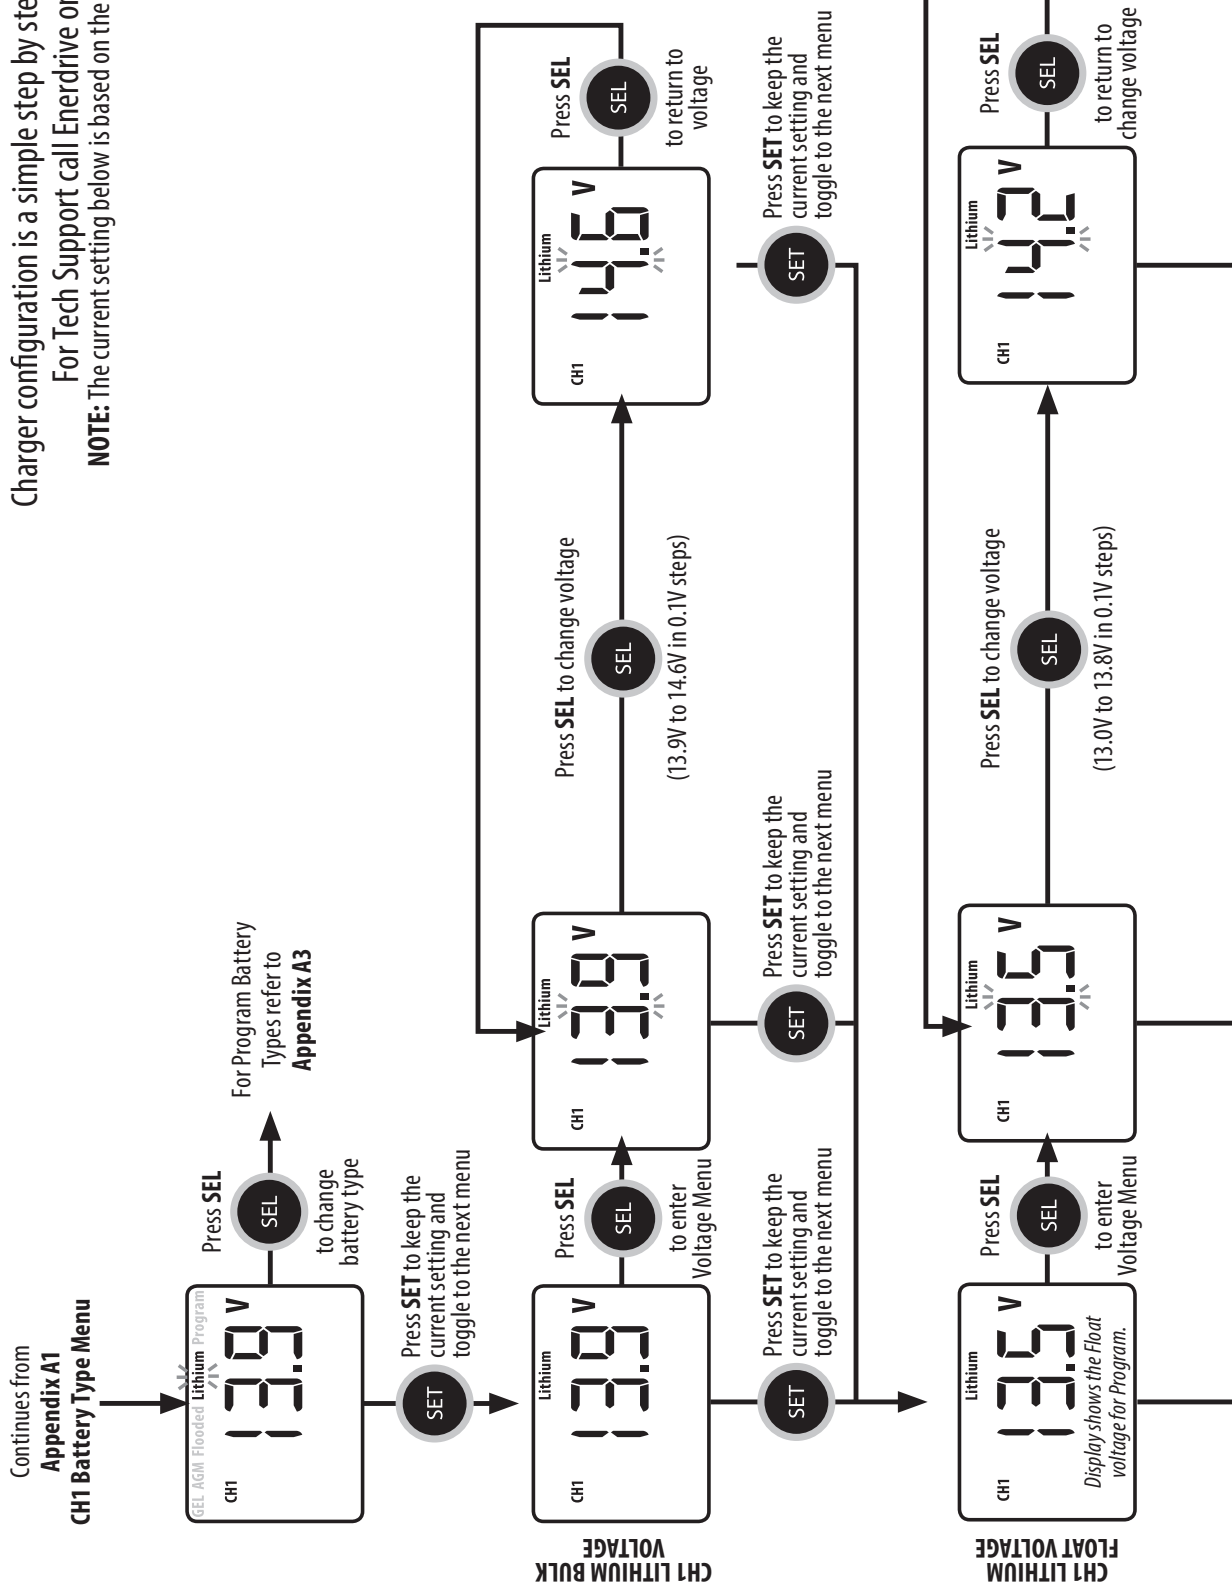 Charger configuration is a simple step by ste
For Tech Support call Enerdrive or
NOTE: The current setting below is based on the
Continues from
Appendix A1
CH1 Battery Type Menu
GEL AGM Flooded Lithium Program
CH1
13.9 V
Press SEL
SEL
to change
battery type
For Program Battery
Types refer to
Appendix A3
SET
Press SET to keep the
current setting and
toggle to the next menu
CH1 LITHIUM BULK
VOLTAGE
Lithium
CH1
13.9 V
Press SEL
SEL
to enter
Voltage Menu
Lithium
CH1
13.9 V
Press SEL to change voltage
SEL
(13.9V to 14.6V in 0.1V steps)
Lithium
CH1
14.6 V
Press SEL
SEL
to return to
voltage
SET
Press SET to keep the
current setting and
toggle to the next menu
SET
Press SET to keep the
current setting and
toggle to the next menu
SET
Press SET to keep the
current setting and
toggle to the next menu
CH1 LITHIUM
FLOAT VOLTAGE
Lithium
CH1
13.5 V
Display shows the Float
voltage for Program.
Press SEL
SEL
to enter
Voltage Menu
Lithium
CH1
13.5 V
Press SEL to change voltage
SEL
(13.0V to 13.8V in 0.1V steps)
Lithium
CH1
14.2 V
Press SEL
SEL
to return to
change voltage